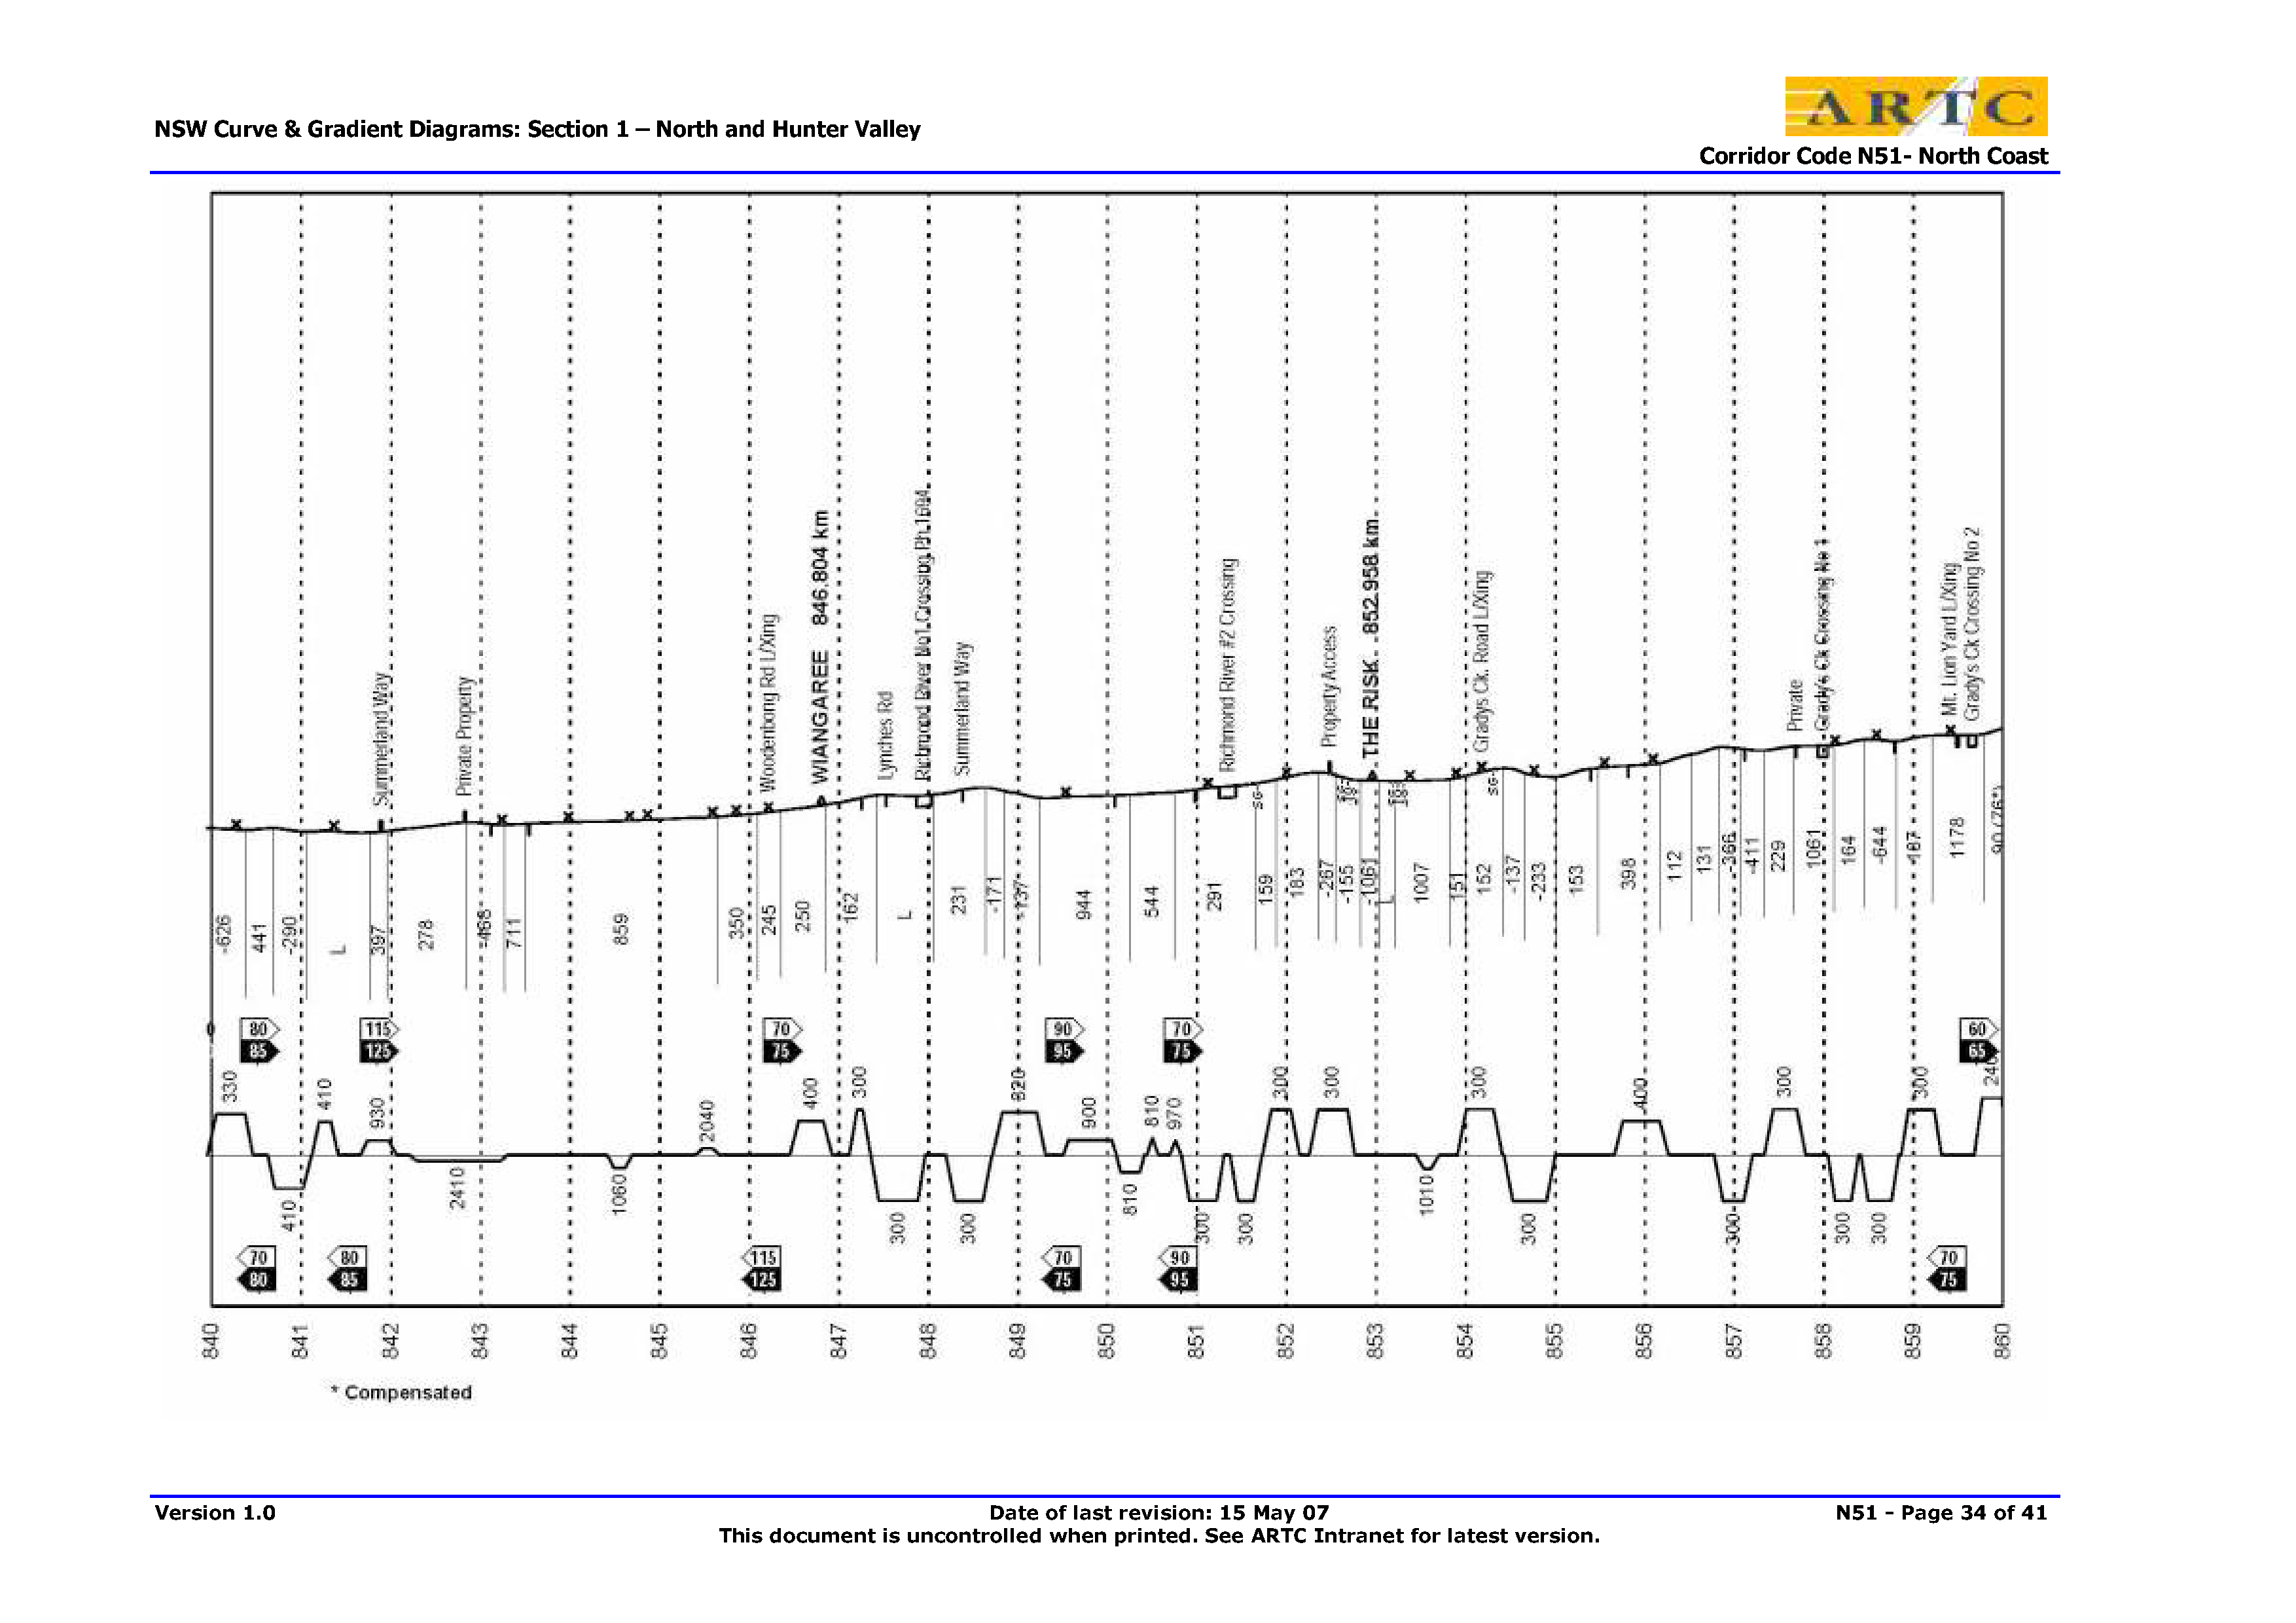 ARTC
NSW Curve & Gradient Diagrams: Section 1 – North and Hunter Valley
Corridor Code N51- North Coast
Summerland Way
Private Property
Woodenbong Rd L/Xing
WIANGAREE 846.804 km
Lynches Rd
Richmond River No1 Crossing
Summerland Way
Richmond River #2 Crossing
Property Access
THE RISK 852.958 km
Gradys Ck. Road L/Xing
Private
Grady's Ck Crossing No 1
Mt. Lion Yard L/Xing
Grady's Ck Crossing No 2
-626 441 -290 L 397 278 -468 711 859 350 245 250 162 L 231 -171 -137 944 544 291 159 183 -267 -155 -1061 L 1007 151 152 -137 -233 153 398 112 131 -366 -411 229 1061 164 -644 -187 1178
80 115 70 90 70 60
85 125 75 95 75 65
330 410 410 930 2410 1060 2040 400 300 300 300 820 900 810 810 970 300 300 300 300 1010 300 300 400 300 300 300 300 300 240
70 80 115 70 90 70
80 85 125 75 95 75
840 841 842 843 844 845 846 847 848 849 850 851 852 853 854 855 856 857 858 859 860
* Compensated
Version 1.0
Date of last revision: 15 May 07
N51 - Page 34 of 41
This document is uncontrolled when printed. See ARTC Intranet for latest version.